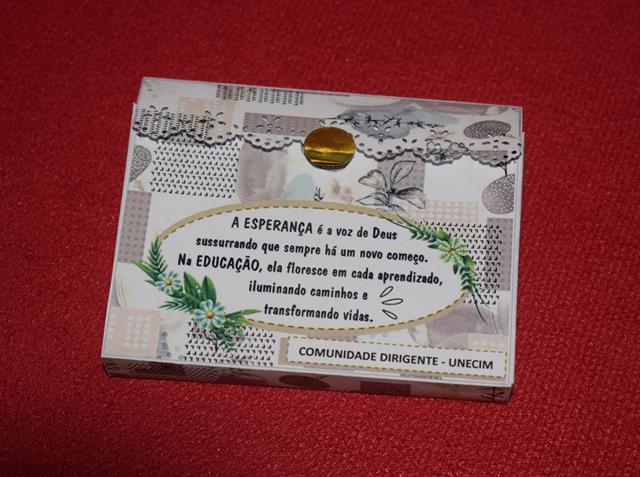 A ESPERANÇA é a voz de Deus
sussurrando que sempre há um novo começo.
Na EDUCAÇÃO, ela floresce em cada aprendizado,
iluminando caminhos e
transformando vidas.
COMUNIDADE DIRIGENTE - UNECIM